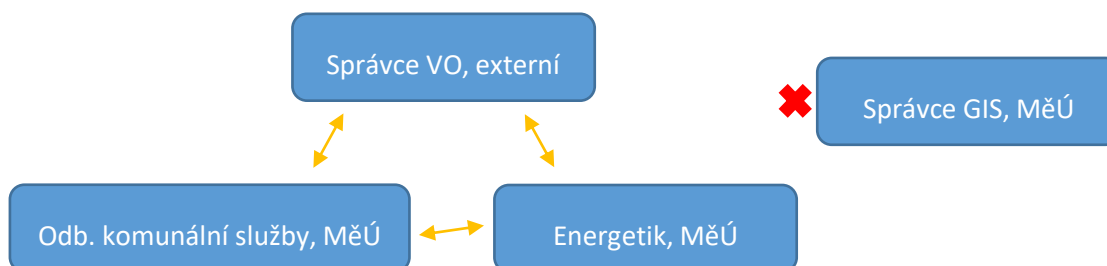 Správce VO, externí
Správce GIS, MěÚ
Odb. komunální služby, MěÚ
Energetik, MěÚ